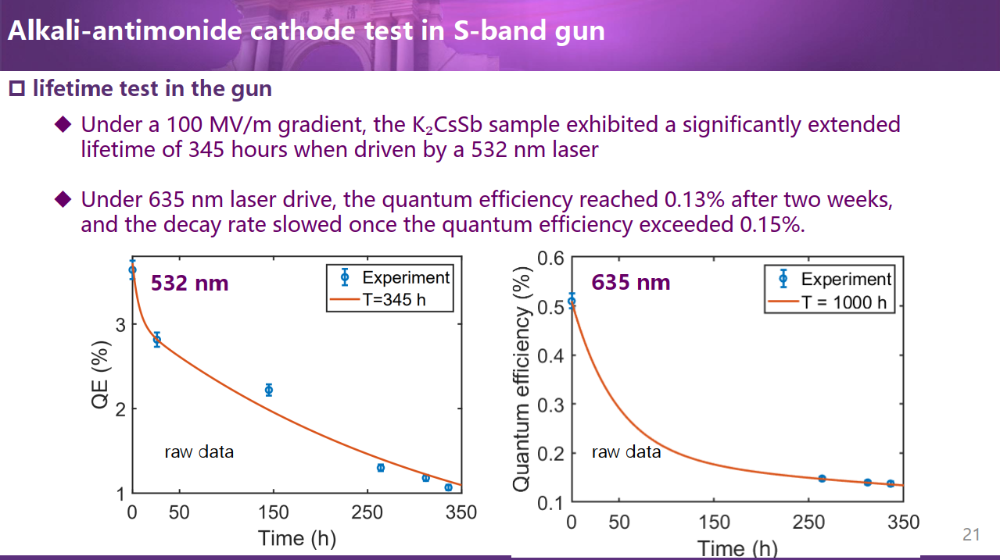 Alkali-antimonide cathode test in S-band gun
lifetime test in the gun
Under a 100 MV/m gradient, the K₂CsSb sample exhibited a significantly extended
lifetime of 345 hours when driven by a 532 nm laser
Under 635 nm laser drive, the quantum efficiency reached 0.13% after two weeks,
and the decay rate slowed once the quantum efficiency exceeded 0.15%.
532 nm
Experiment
T=345 h
QE (%)
3
2
1
raw data
0 50 150 250 350
Time (h)
635 nm
Experiment
T = 1000 h
Quantum efficiency (%)
0.6
0.5
0.4
0.3
0.2
0.1
raw data
0 50 150 250 350
Time (h)
21